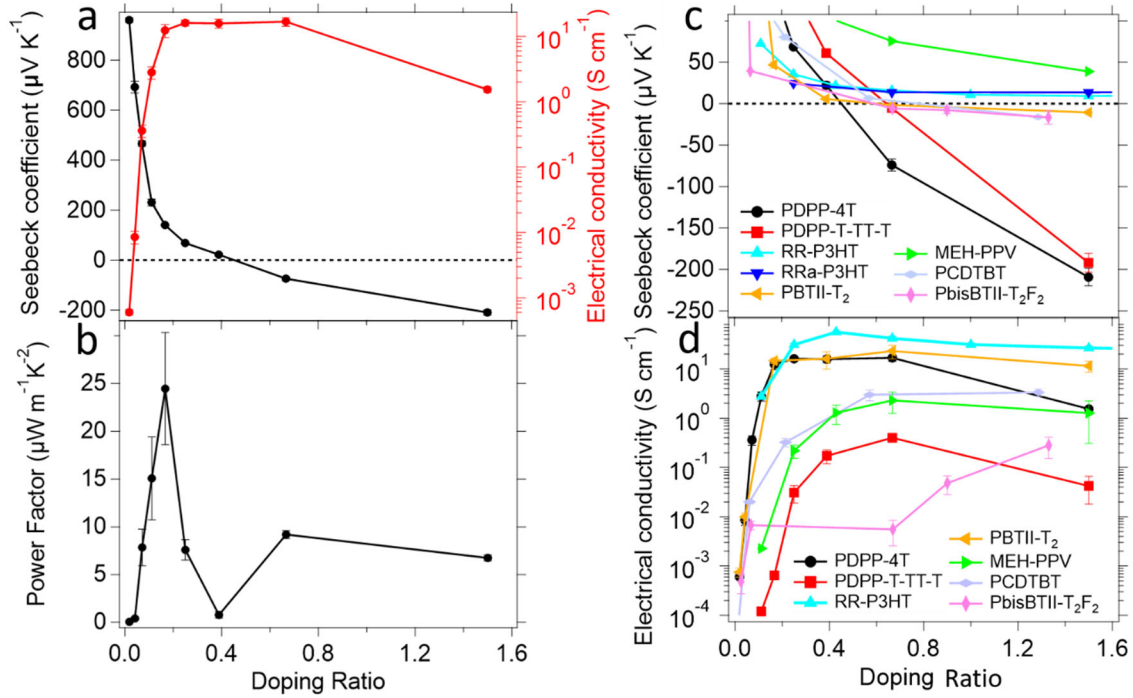 a
Seebeck coefficient (µV K⁻¹)
800
600
400
200
0
-200
10¹
10⁰
10⁻¹
10⁻²
10⁻³
Electrical conductivity (S cm⁻¹)
b
Power Factor (µW m⁻¹K⁻²)
25
20
15
10
5
0
0.0 0.4 0.8 1.2 1.6
Doping Ratio
c
Seebeck coefficient (µV K⁻¹)
50
0
-50
-100
-150
-200
-250
PDPP-4T
PDPP-T-TT-T
RR-P3HT
RRa-P3HT
PBTII-T₂
MEH-PPV
PCDTBT
PbisBTII-T₂F₂
d
Electrical conductivity (S cm⁻¹)
10¹
10⁰
10⁻¹
10⁻²
10⁻³
10⁻⁴
PDPP-4T
PDPP-T-TT-T
RR-P3HT
PBTII-T₂
MEH-PPV
PCDTBT
PbisBTII-T₂F₂
0.0 0.4 0.8 1.2 1.6
Doping Ratio